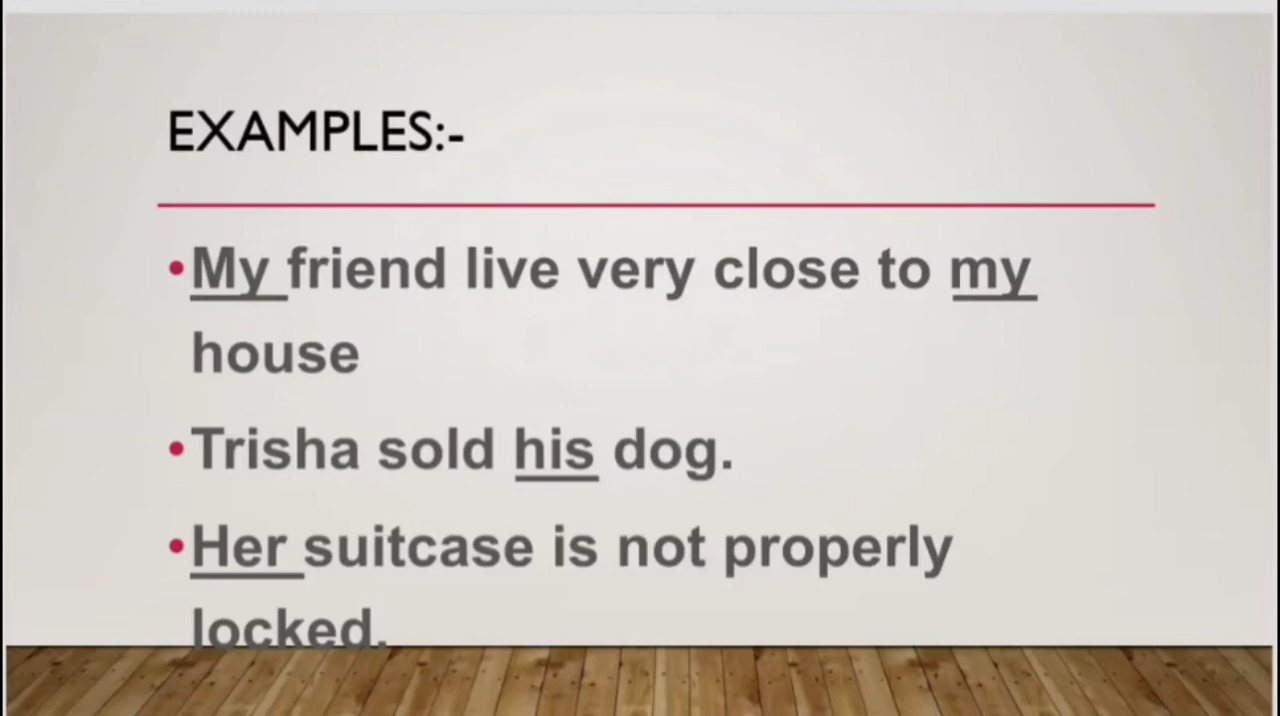 EXAMPLES:-
•My friend live very close to my
house
•Trisha sold his dog.
•Her suitcase is not properly
locked.